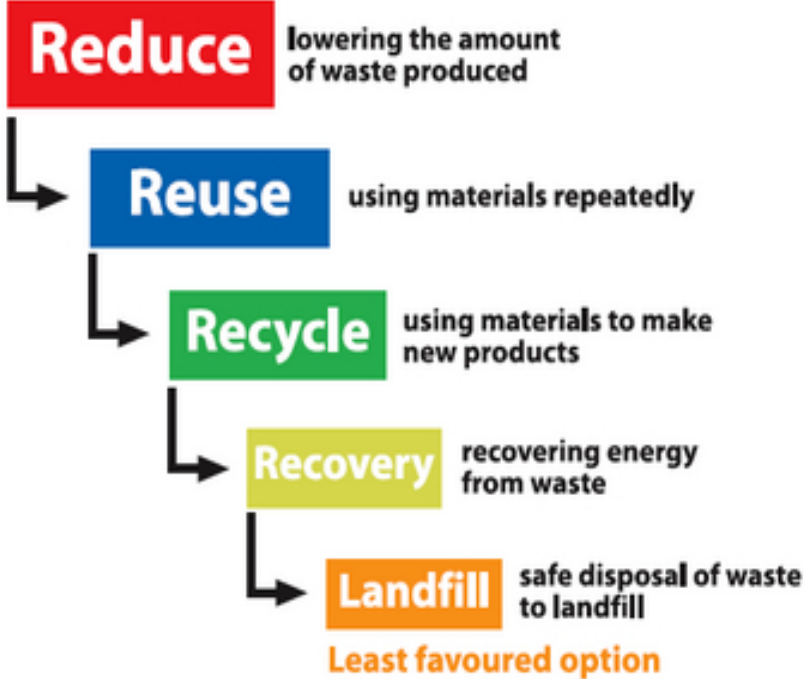 Reduce
lowering the amount
of waste produced
Reuse
using materials repeatedly
Recycle
using materials to make
new products
Recovery
recovering energy
from waste
Landfill
safe disposal of waste
to landfill
Least favoured option